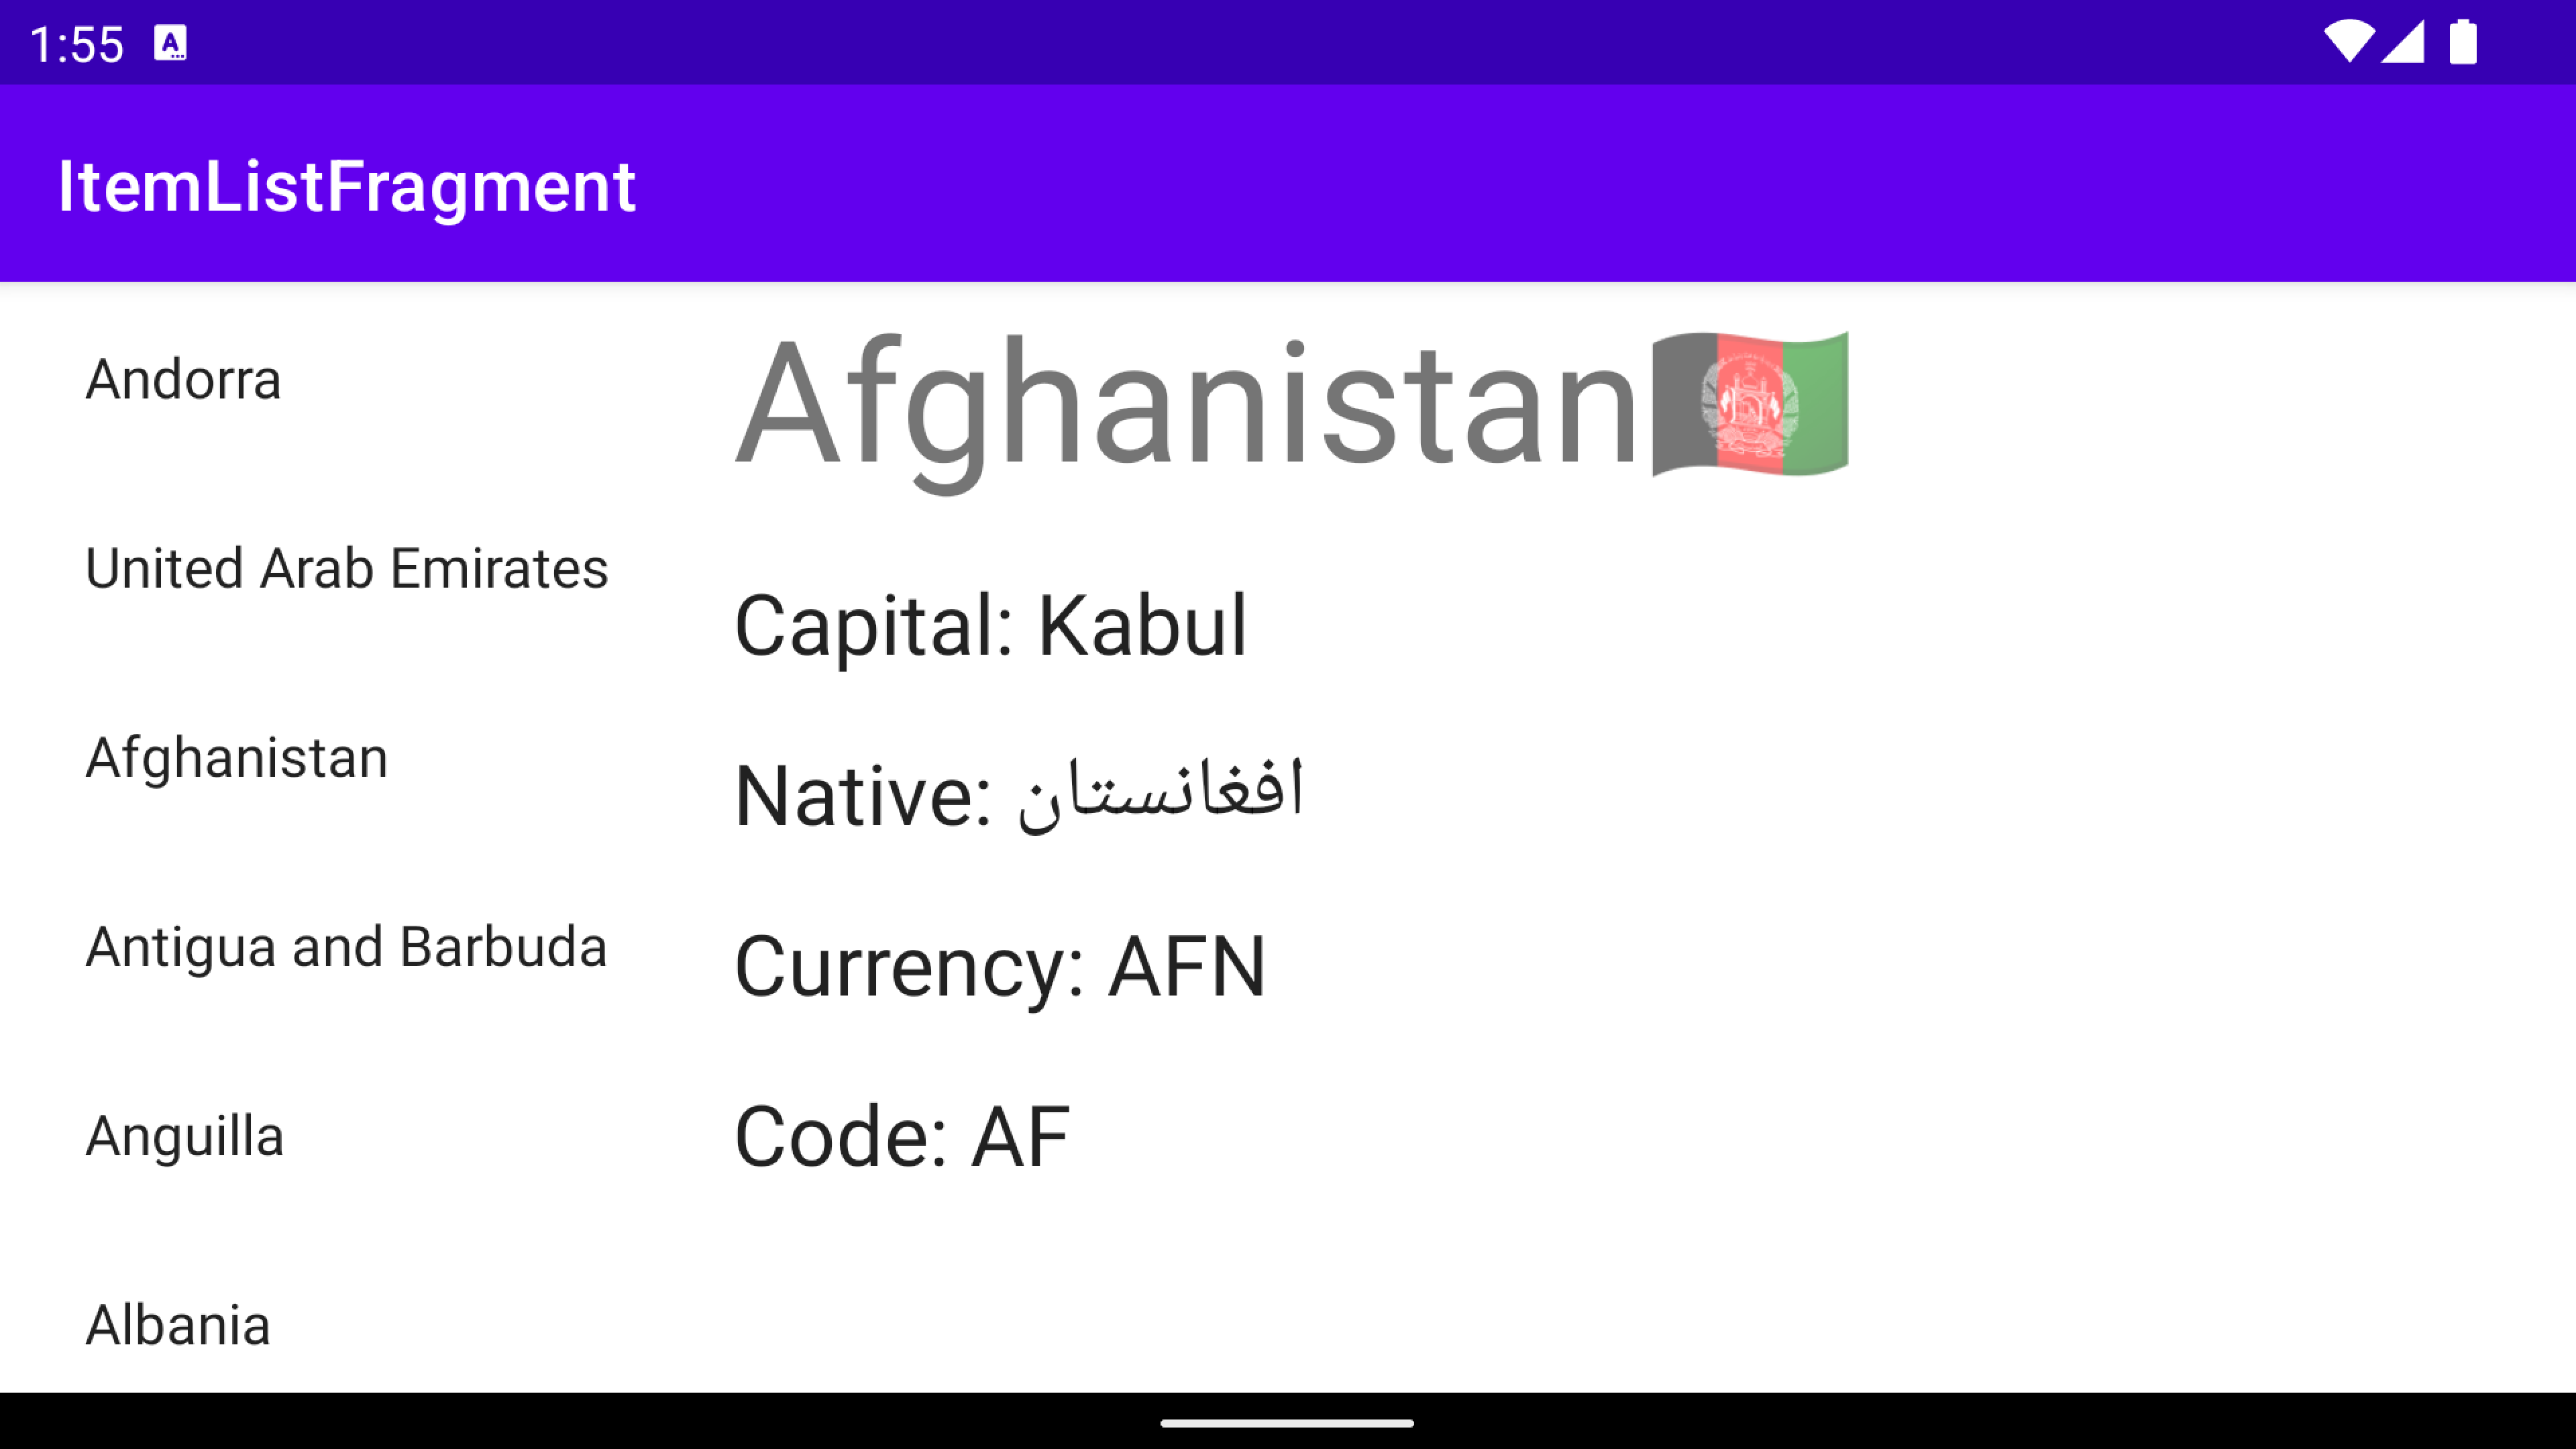 1:55
ItemListFragment
Andorra
United Arab Emirates
Afghanistan
Antigua and Barbuda
Anguilla
Albania
Afghanistan🇦🇫
Capital: Kabul
Native: افغانستان
Currency: AFN
Code: AF